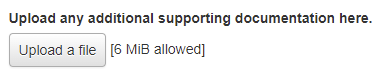 Upload any additional supporting documentation here.
Upload a file [6 MiB allowed]